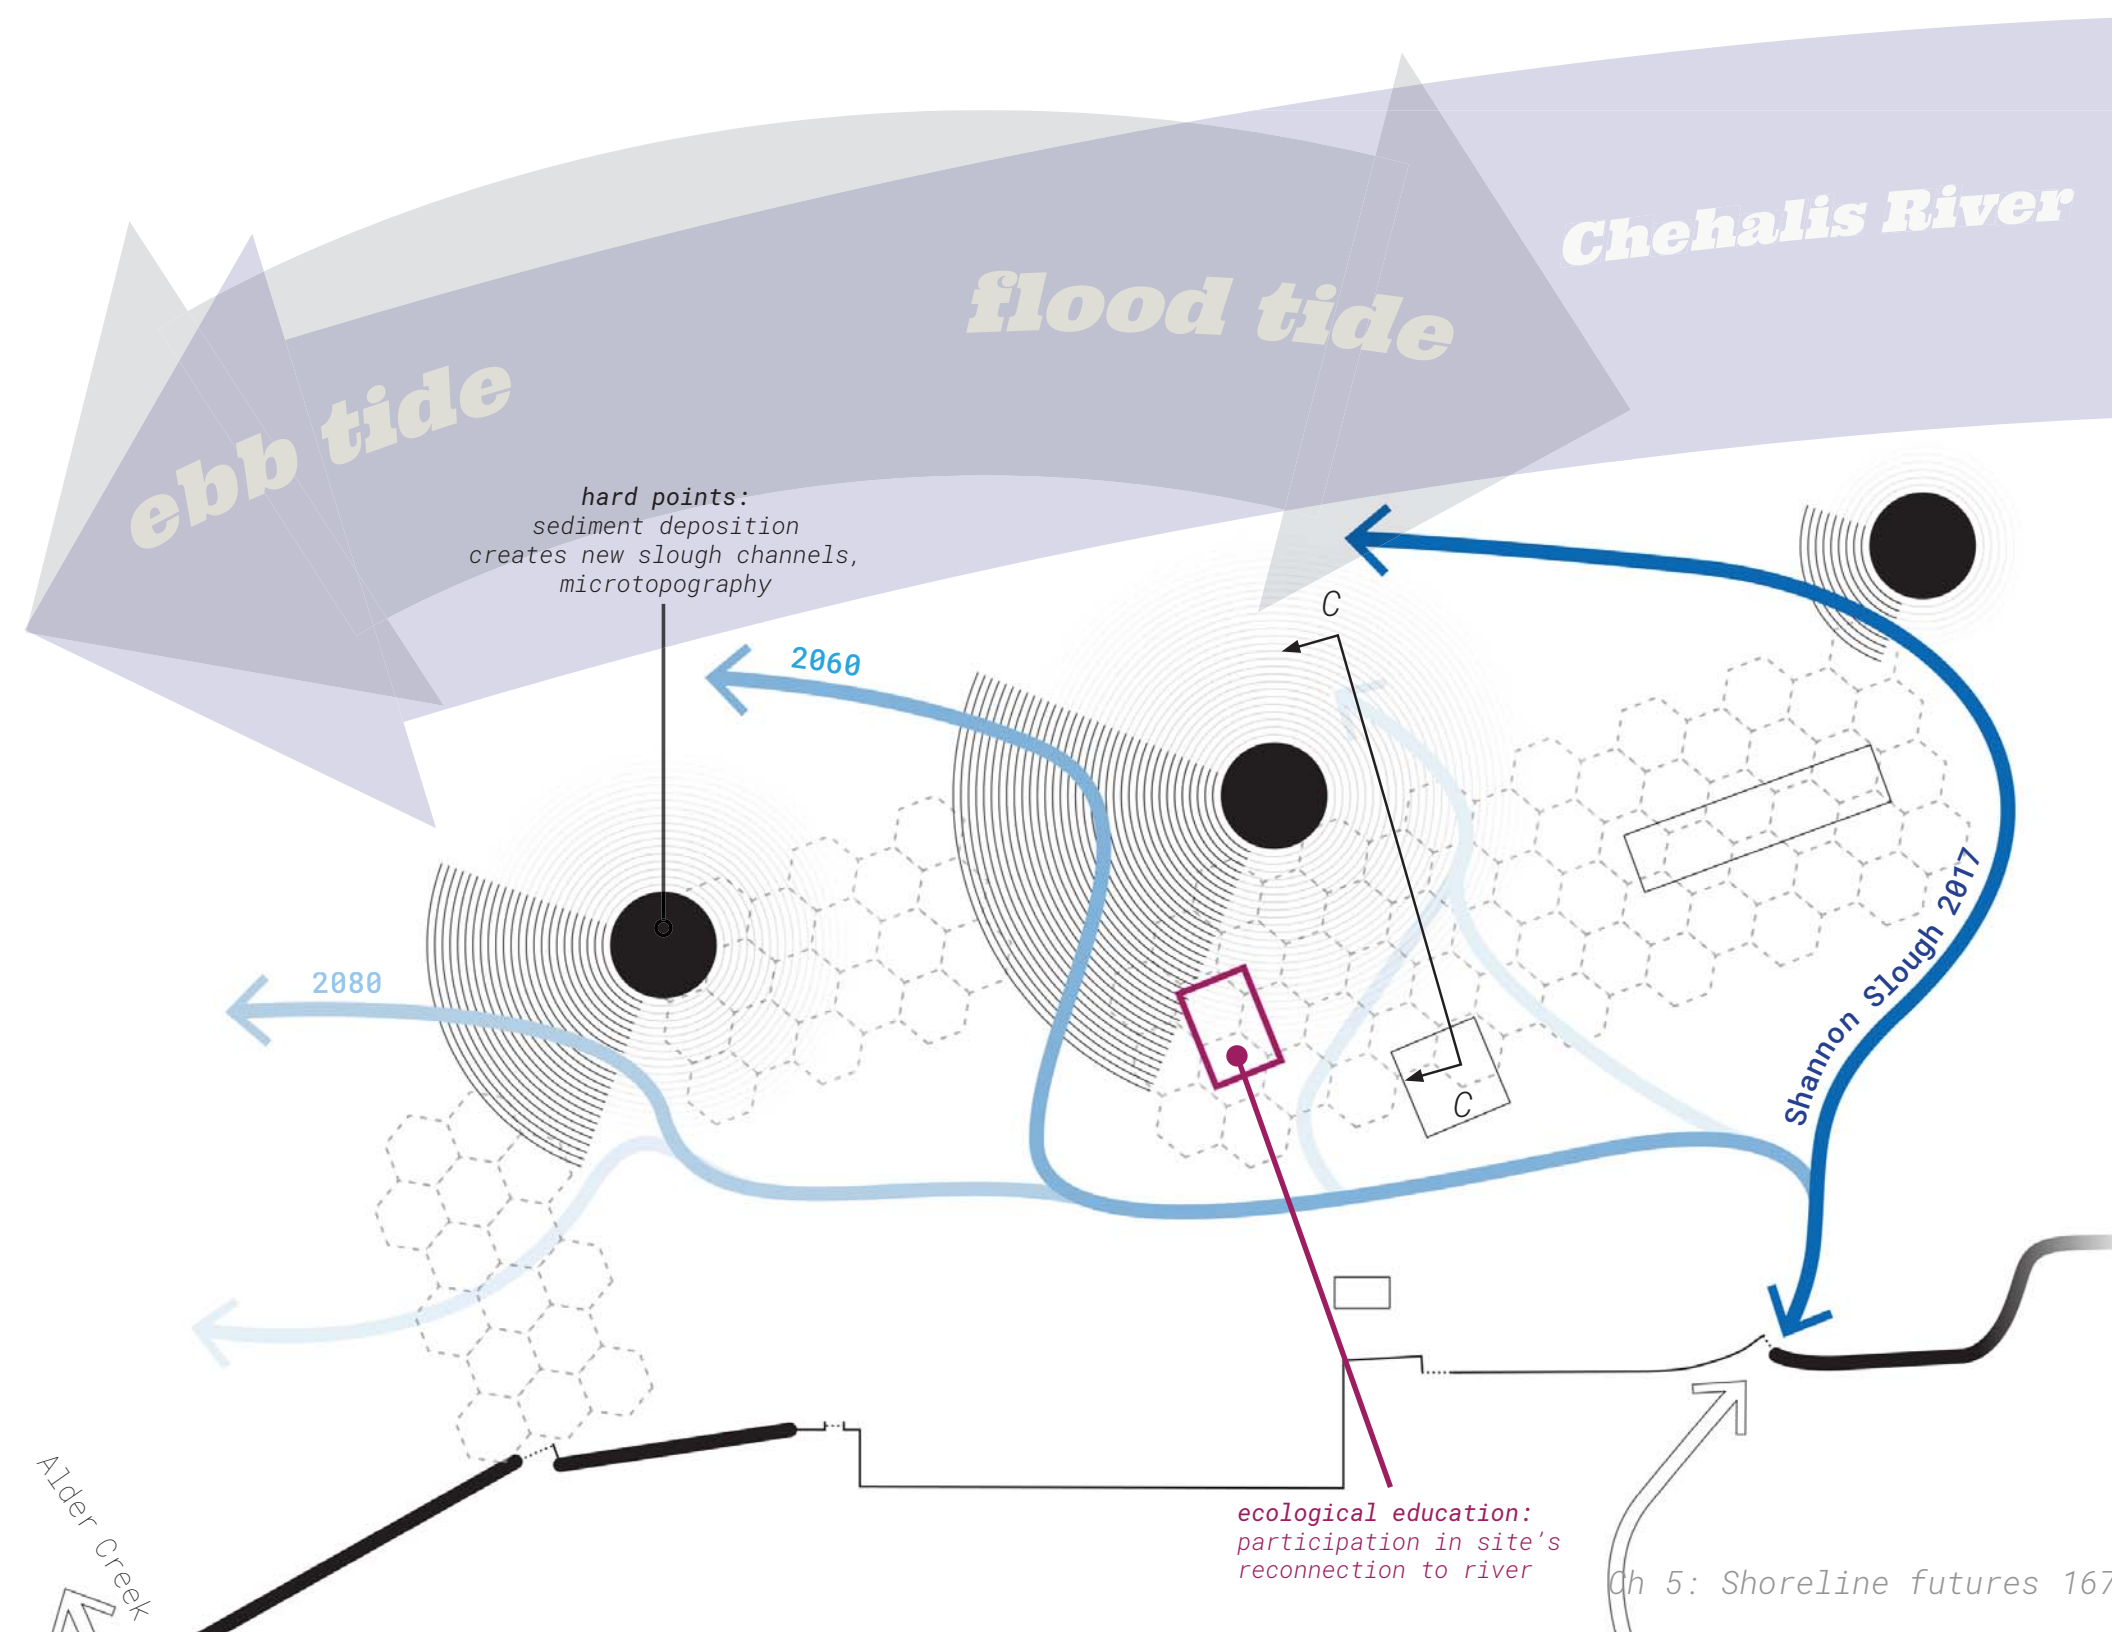 Chehalis River
flood tide
ebb tide
hard points:
sediment deposition
creates new slough channels,
microtopography
C
2060
2080
Shannon Slough 2017
C
Alder Creek
ecological education:
participation in site's
reconnection to river
Ch 5: Shoreline futures 167